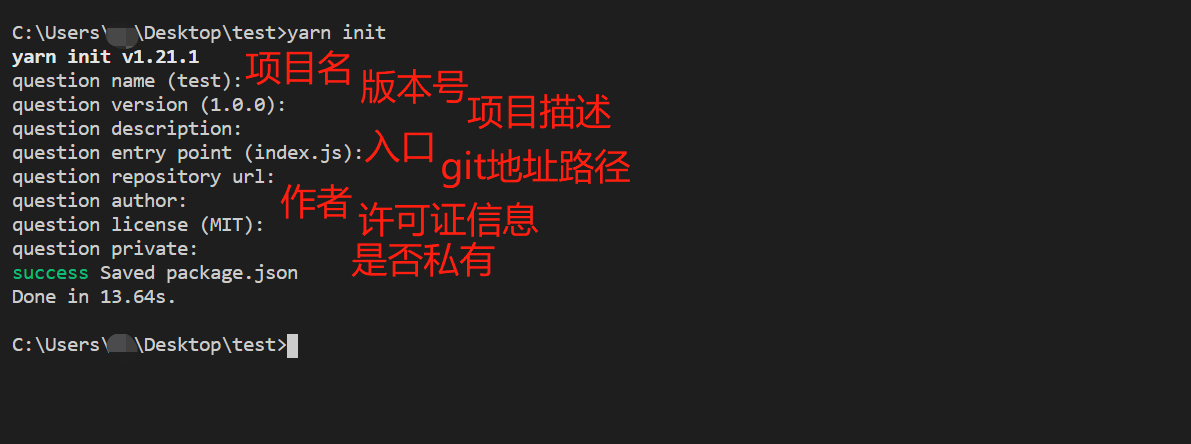 C:\Users\ \Desktop\test>yarn init
yarn init v1.21.1
question name (test): 项目名
question version (1.0.0): 版本号
question description: 项目描述
question entry point (index.js): 入口
question repository url: git地址路径
question author: 作者
question license (MIT): 许可证信息
question private: 是否私有
success Saved package.json
Done in 13.64s.
C:\Users\ \Desktop\test>